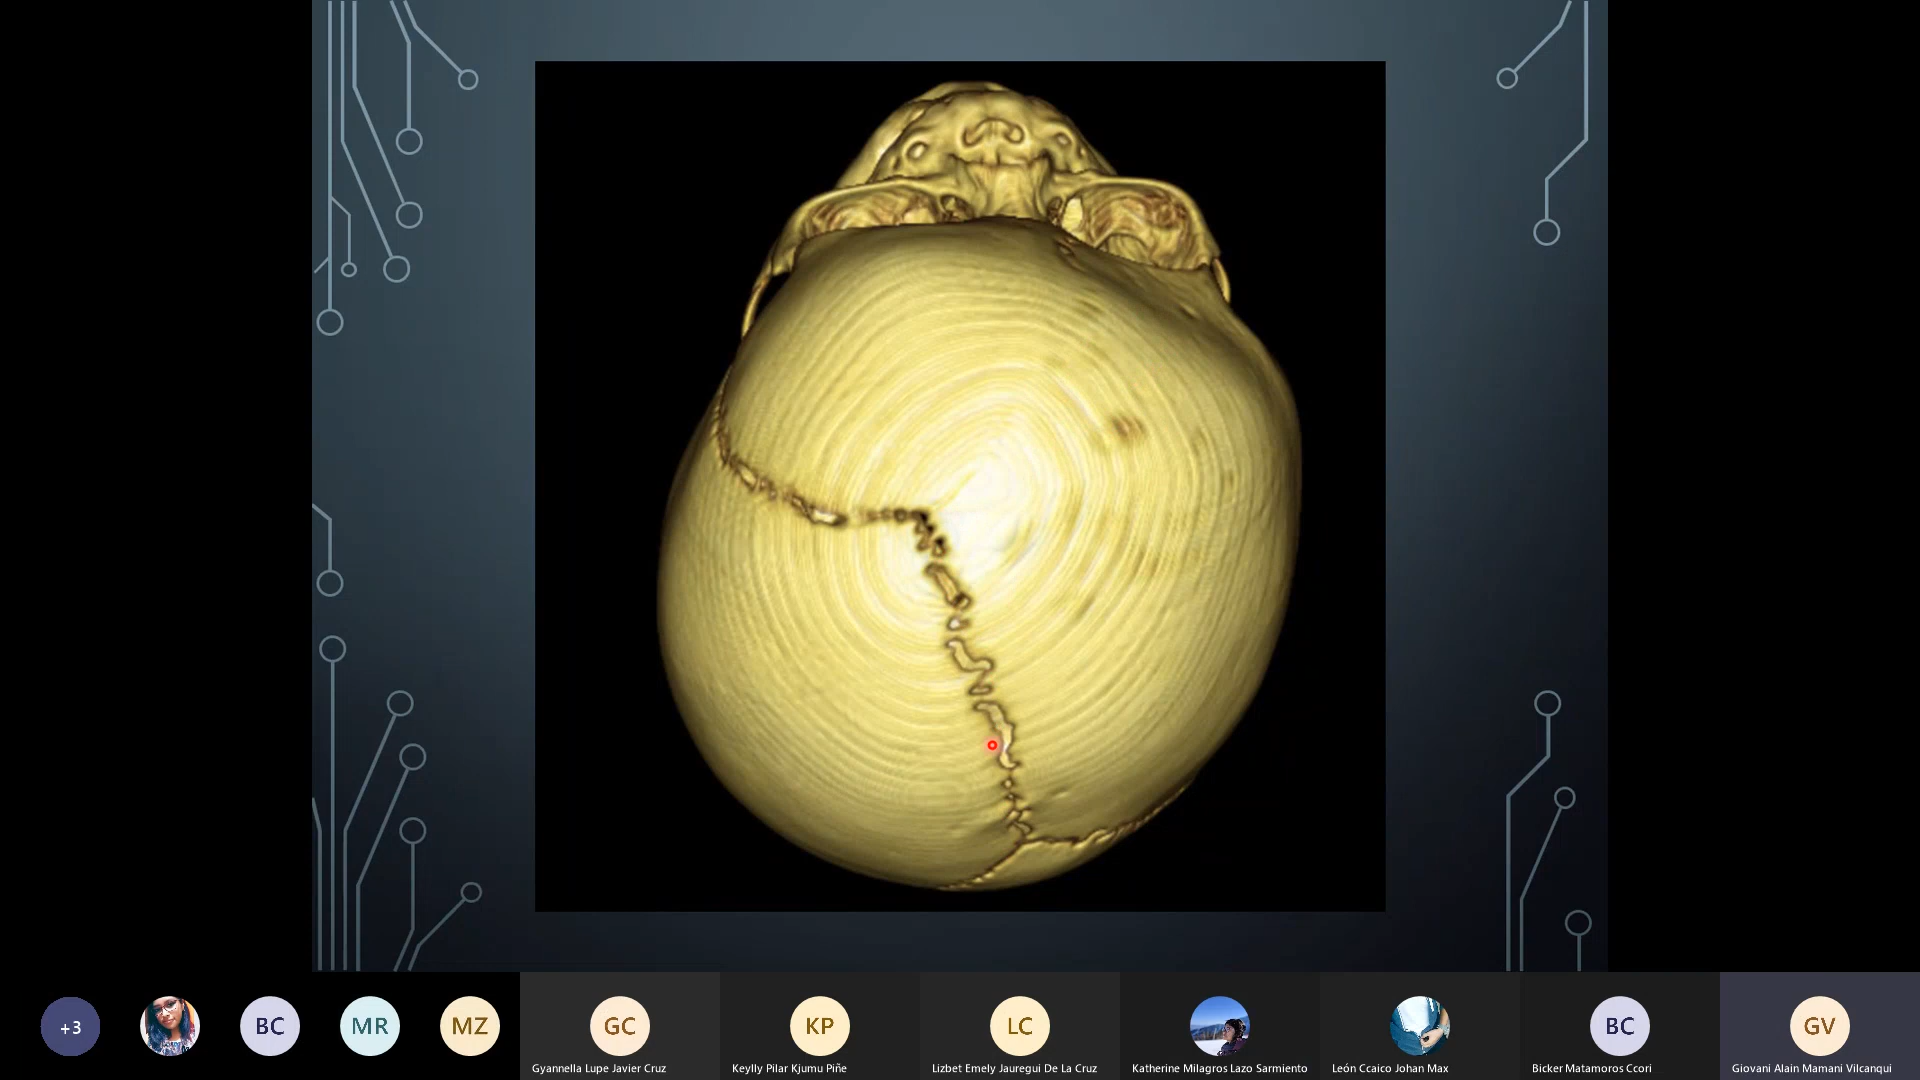 +3
BC
MR
MZ
GC
KP
LC
BC
GV
Gyannella Lupe Javier Cruz
Keylly Pilar Kjumu Piñe
Lizbet Emely Jauregui De La Cruz
Katherine Milagros Lazo Sarmiento
León Ccaico Johan Max
Bicker Matamoros Ccori
Giovani Alain Mamani Vilcanqui